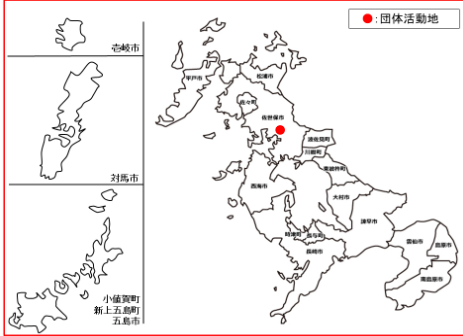 ●:団体活動地
壱岐市
対馬市
小値賀町
新上五島町
五島市
平戸市
松浦市
佐々町
佐世保市
波佐見町
川棚町
東彼杵町
西海市
大村市
時津町
長与町
諫早市
長崎市
雲仙市
島原市
南島原市